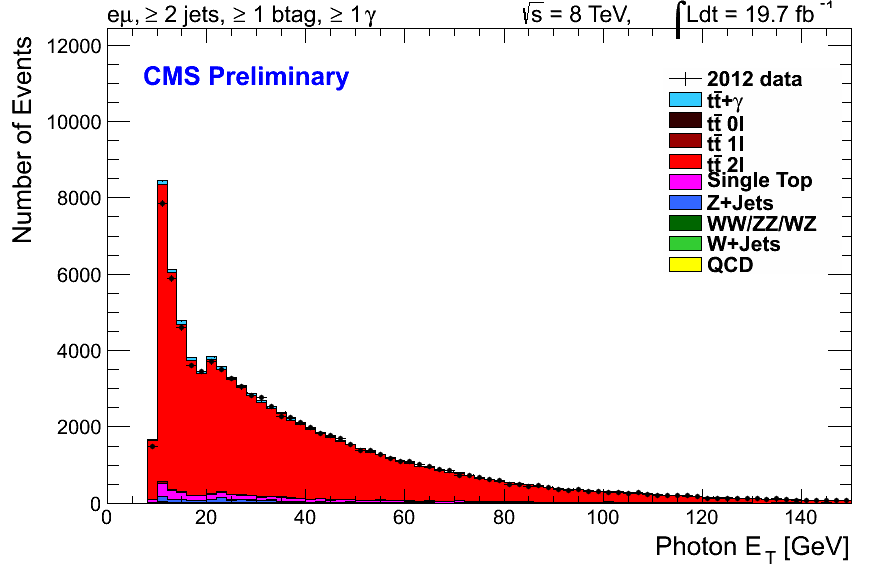 eμ, ≥ 2 jets, ≥ 1 btag, ≥ 1 γ
√s = 8 TeV, ∫Ldt = 19.7 fb⁻¹
CMS Preliminary
2012 data
tt̄+γ
tt̄ 0l
tt̄ 1l
tt̄ 2l
Single Top
Z+Jets
WW/ZZ/WZ
W+Jets
QCD
Number of Events
12000
10000
8000
6000
4000
2000
0
0 20 40 60 80 100 120 140
Photon E_T [GeV]